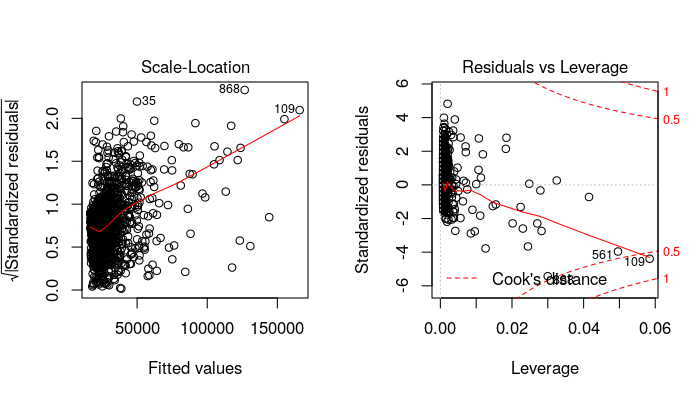 Scale-Location
√|Standardized residuals|
0.0 0.5 1.0 1.5 2.0
868
35
109
50000 100000 150000
Fitted values
Residuals vs Leverage
Standardized residuals
-6 -4 -2 0 2 4 6
1
0.5
0.5
1
561
109
Cook's distance
0.00 0.02 0.04 0.06
Leverage